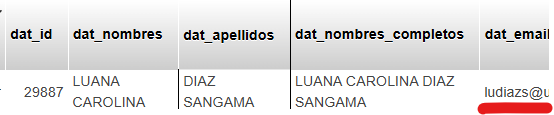 dat_id dat_nombres dat_apellidos dat_nombres_completos dat_email
29887 LUANA CAROLINA DIAZ SANGAMA LUANA CAROLINA DIAZ SANGAMA ludiazs@u